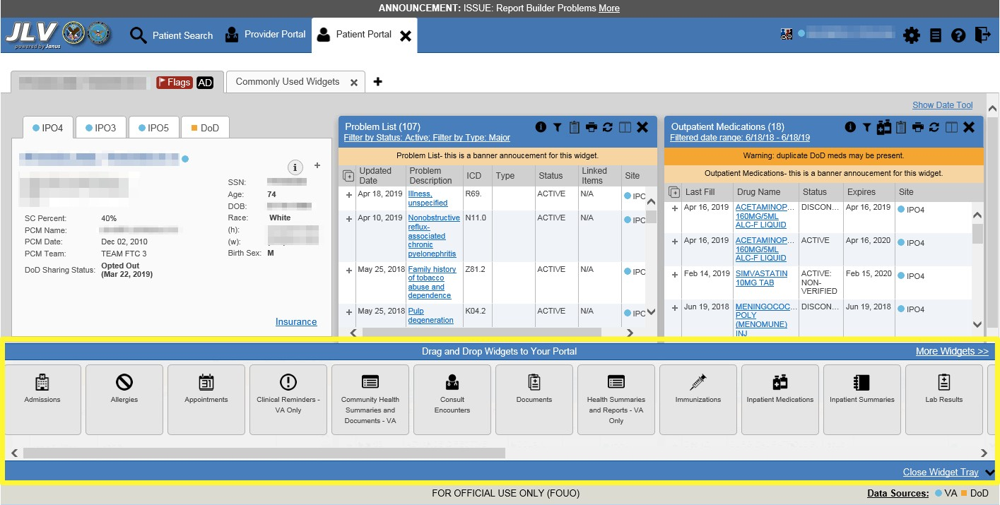 ANNOUNCEMENT: ISSUE: Report Builder Problems More
JLV
powered by Janus
Patient Search
Provider Portal
Patient Portal
Flags AD
Commonly Used Widgets
Show Date Tool
IPO4
IPO3
IPO5
DoD
SSN:
Age: 74
DOB:
Race: White
(h):
(w):
Birth Sex: M
SC Percent: 40%
PCM Name:
PCM Date: Dec 02, 2010
PCM Team: TEAM FTC 3
DoD Sharing Status: Opted Out
(Mar 22, 2019)
Insurance
Problem List (107)
Filter by Status: Active; Filter by Type: Major
Problem List- this is a banner annoucement for this widget.
Updated Date Problem Description ICD Type Status Linked Items Site
Apr 18, 2019 Illness, unspecified R69. ACTIVE N/A IPO
Apr 10, 2019 Nonobstructive reflux-associated chronic pyelonephritis N11.0 ACTIVE N/A IPO
May 25, 2018 Family history of tobacco abuse and dependence Z81.2 ACTIVE N/A IPO
May 25, 2018 Pulp degeneration K04.2 ACTIVE N/A IPO
Outpatient Medications (18)
Filtered date range: 6/18/18 - 6/18/19
Warning: duplicate DoD meds may be present.
Outpatient Medications- this is a banner annoucement for this widget.
Last Fill Drug Name Status Expires Site
Apr 16, 2019 ACETAMINOP... 160MG/5ML ALC-F LIQUID DISCON... Apr 16, 2019 IPO4
Apr 16, 2019 ACETAMINOP... 160MG/5ML ALC-F LIQUID ACTIVE Apr 16, 2020 IPO4
Feb 14, 2019 SIMVASTATIN 10MG TAB ACTIVE: NON-VERIFIED Feb 15, 2020 IPO4
Jun 19, 2018 MENINGOCOC... POLY (MENOMUNE) INJ DISCON... Jun 19, 2018 IPO4
Drag and Drop Widgets to Your Portal
More Widgets >>
Admissions
Allergies
Appointments
Clinical Reminders -
VA Only
Community Health
Summaries and
Documents - VA
Consult
Encounters
Documents
Health Summaries
and Reports - VA
Only
Immunizations
Inpatient Medications
Inpatient Summaries
Lab Results
Close Widget Tray
FOR OFFICIAL USE ONLY (FOUO)
Data Sources: VA DoD